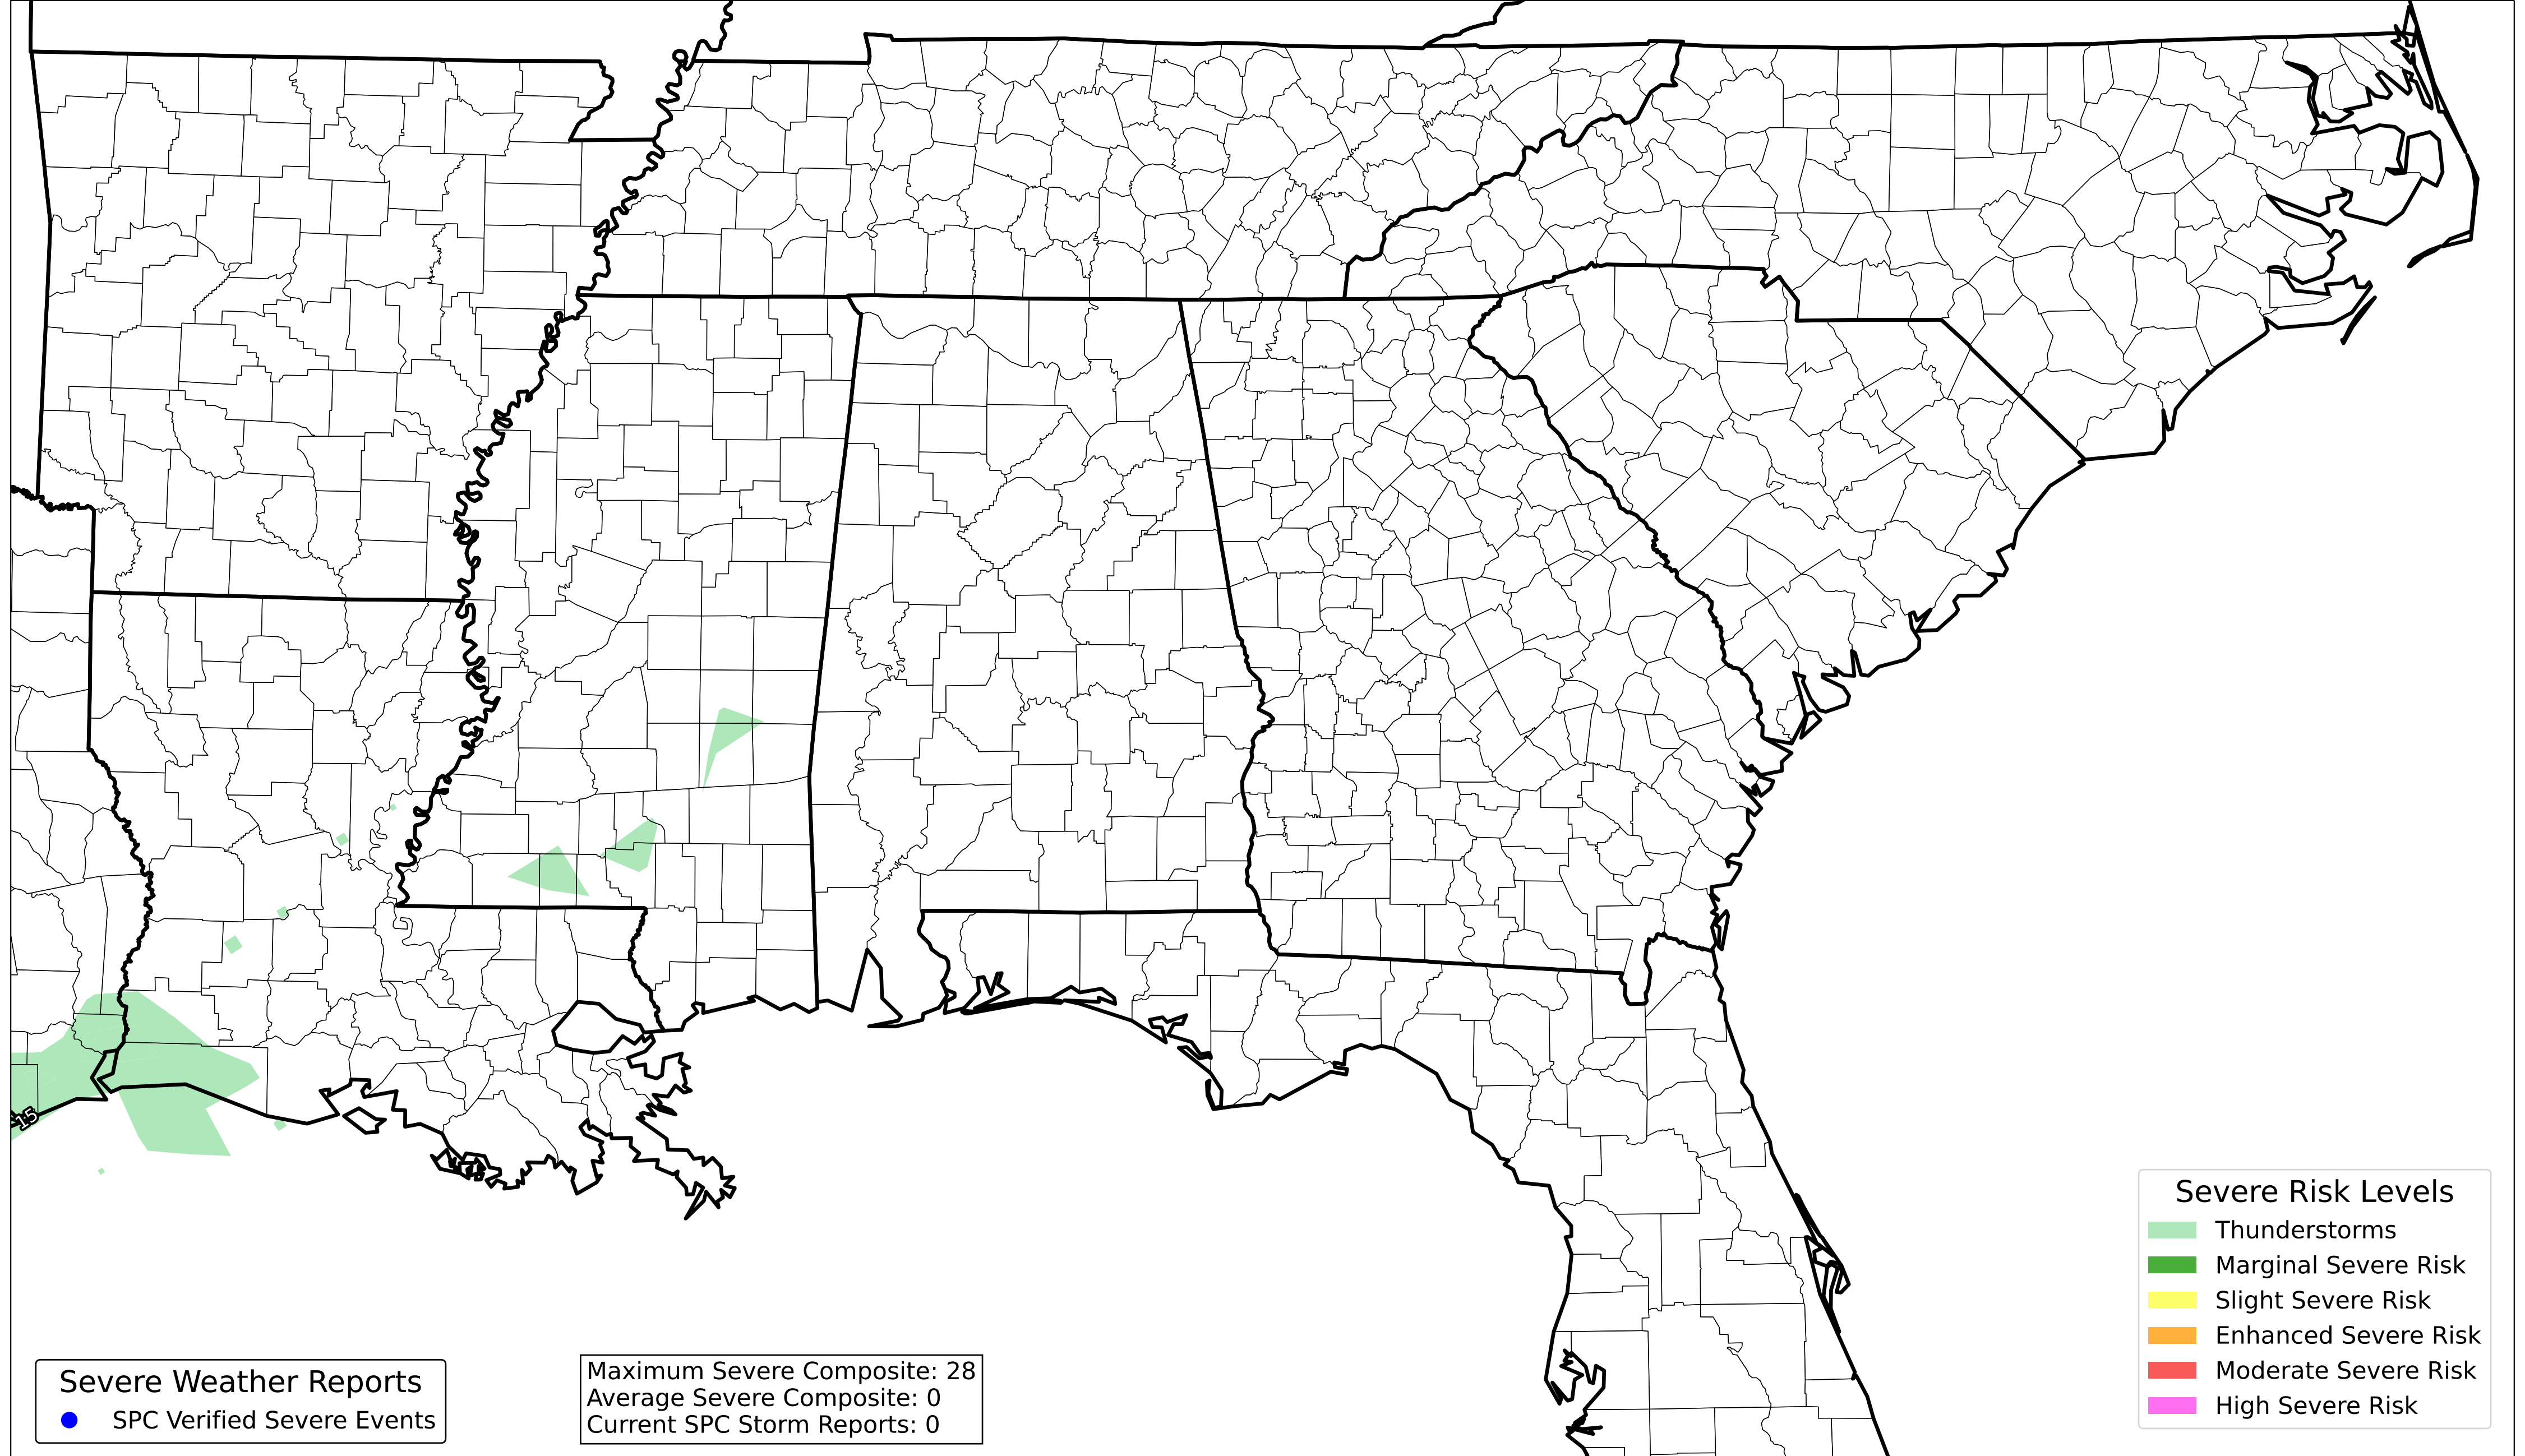 15
Severe Weather Reports
SPC Verified Severe Events
Maximum Severe Composite: 28
Average Severe Composite: 0
Current SPC Storm Reports: 0
Severe Risk Levels
Thunderstorms
Marginal Severe Risk
Slight Severe Risk
Enhanced Severe Risk
Moderate Severe Risk
High Severe Risk